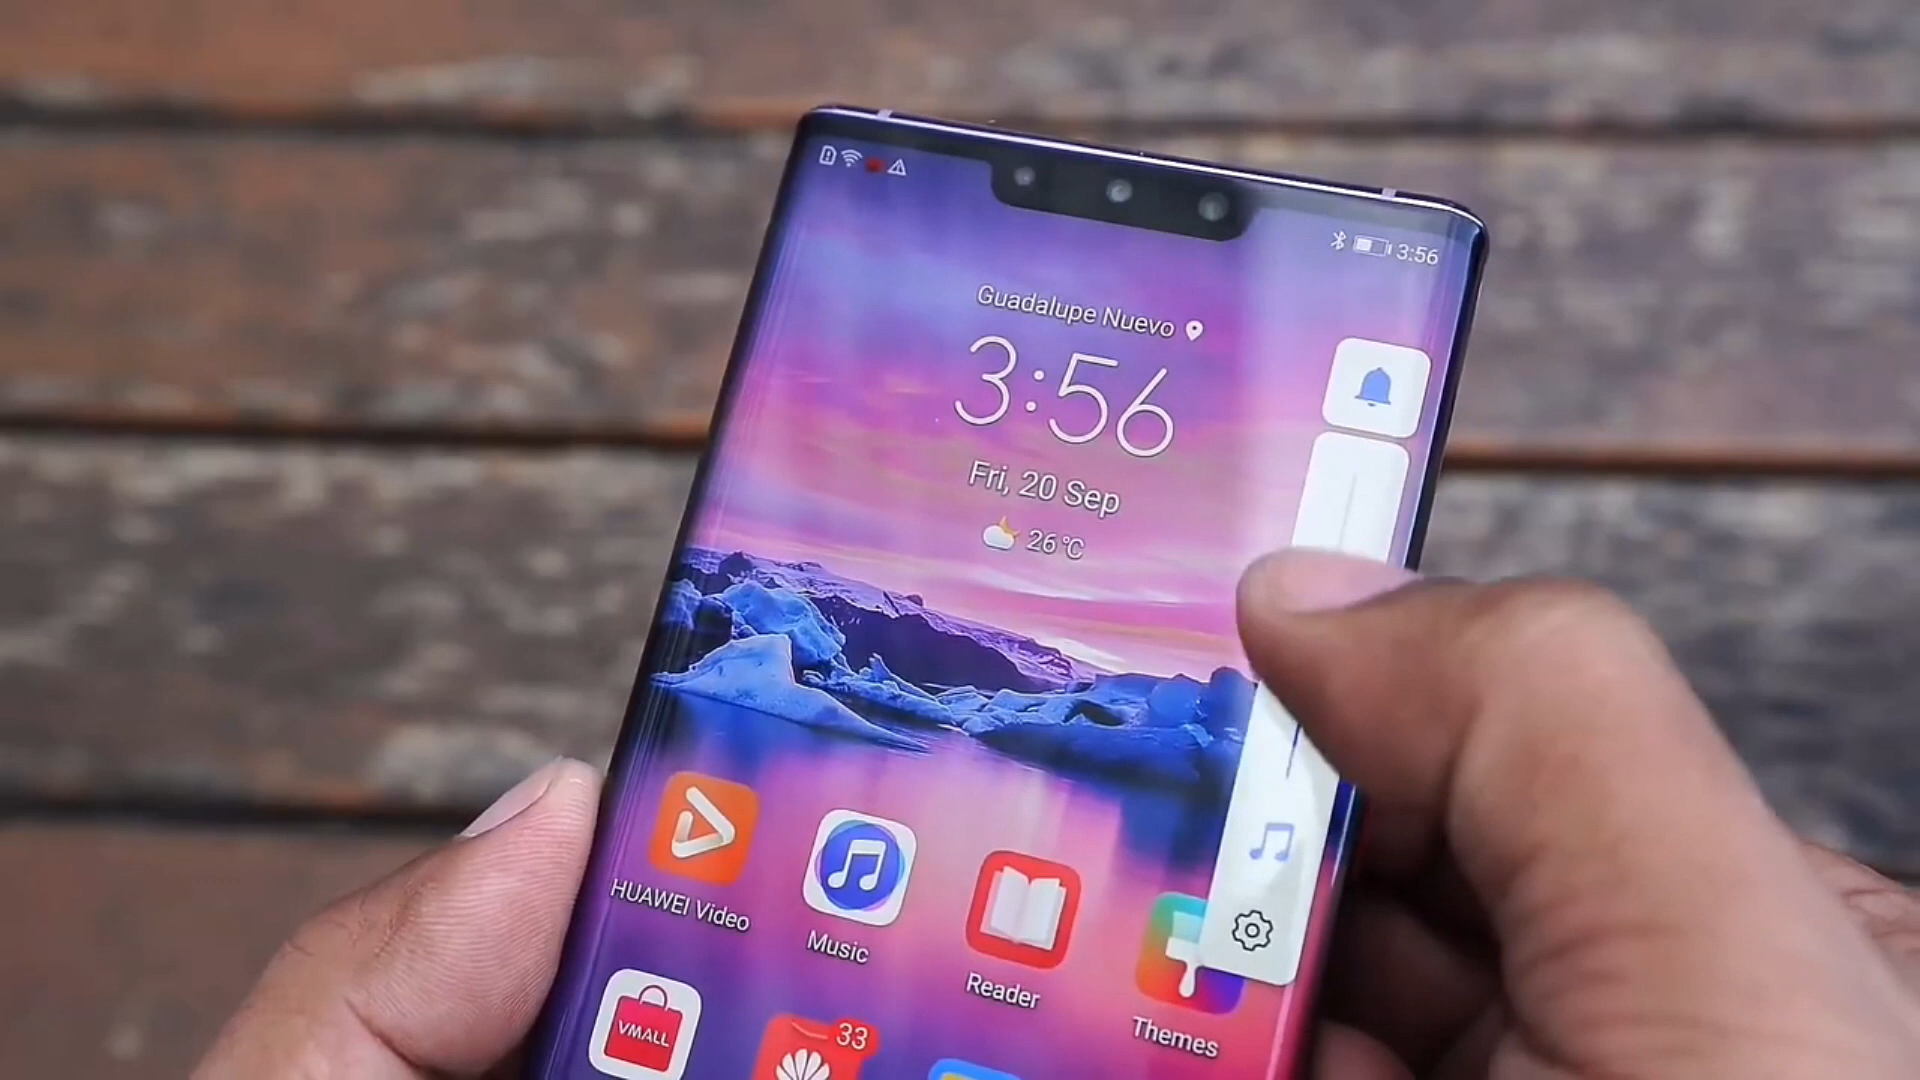 3:56
Guadalupe Nuevo
3:56
Fri, 20 Sep
26°C
HUAWEI Video
Music
Reader
Themes
VMALL
33